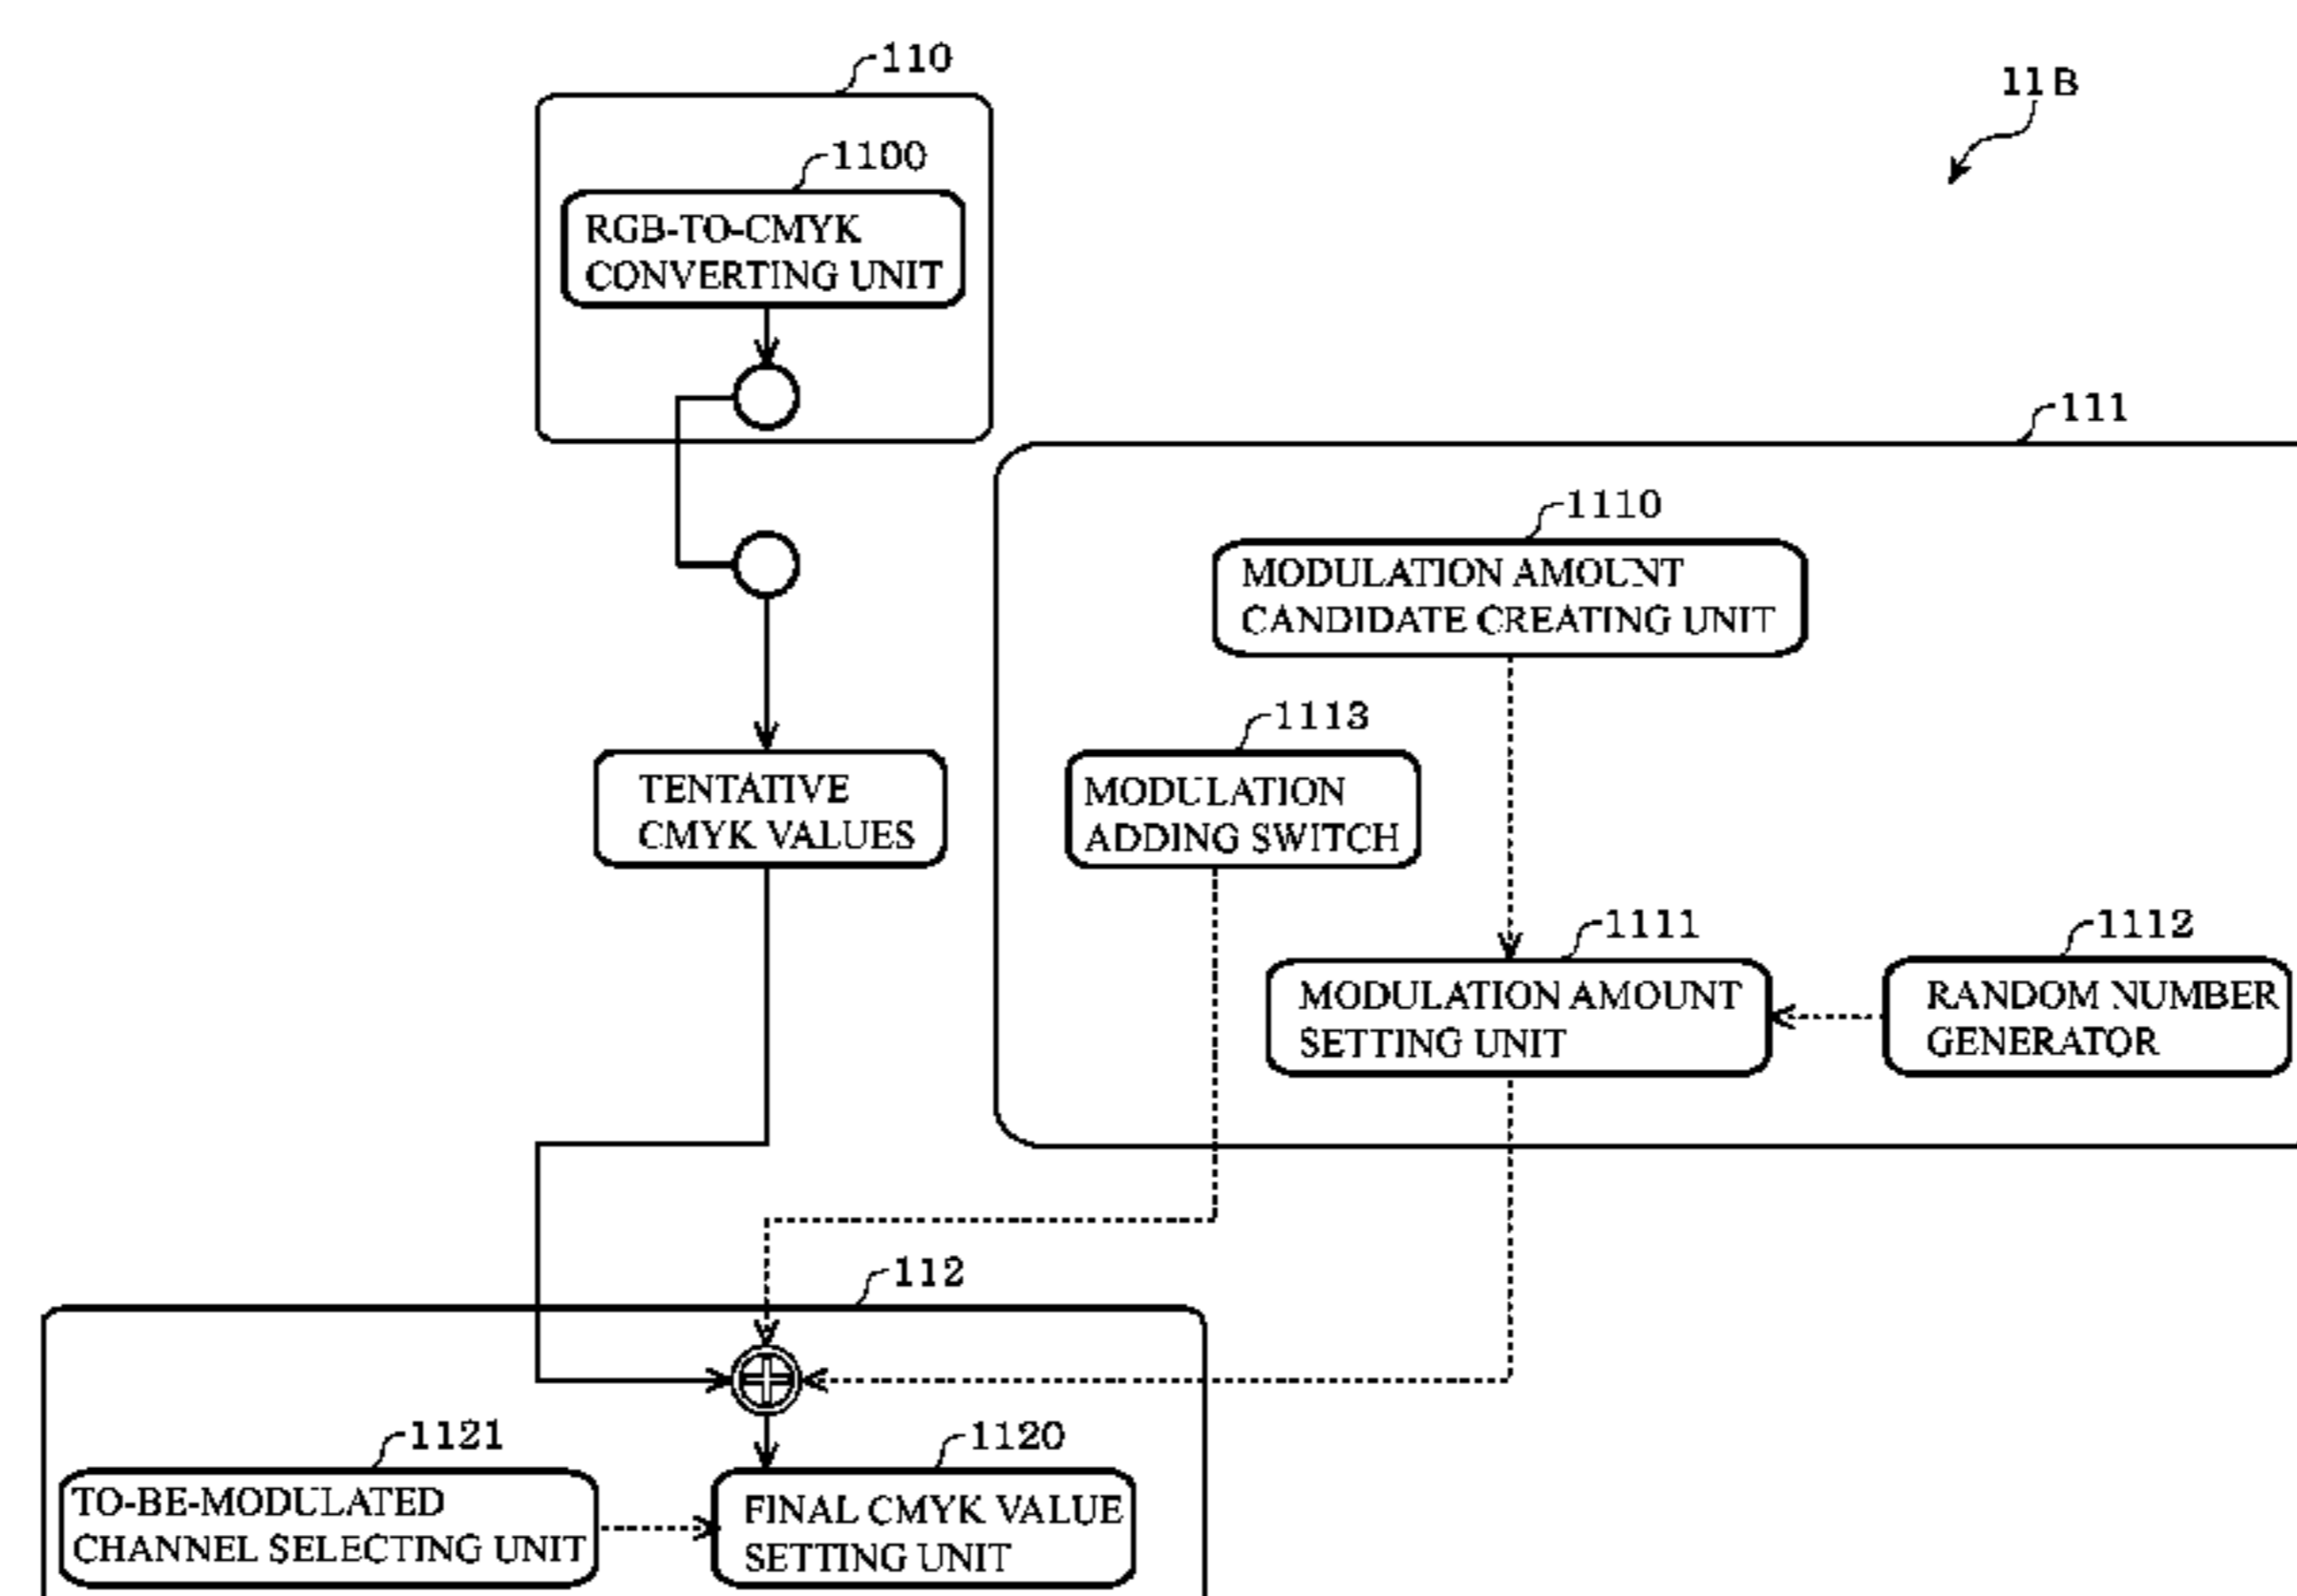 110
11B
1100
RGB-TO-CMYK
CONVERTING UNIT
111
1110
MODULATION AMOUNT
CANDIDATE CREATING UNIT
1113
TENTATIVE
CMYK VALUES
MODULATION
ADDING SWITCH
1111
1112
MODULATION AMOUNT
SETTING UNIT
RANDOM NUMBER
GENERATOR
112
1121
1120
TO-BE-MODULATED
CHANNEL SELECTING UNIT
FINAL CMYK VALUE
SETTING UNIT